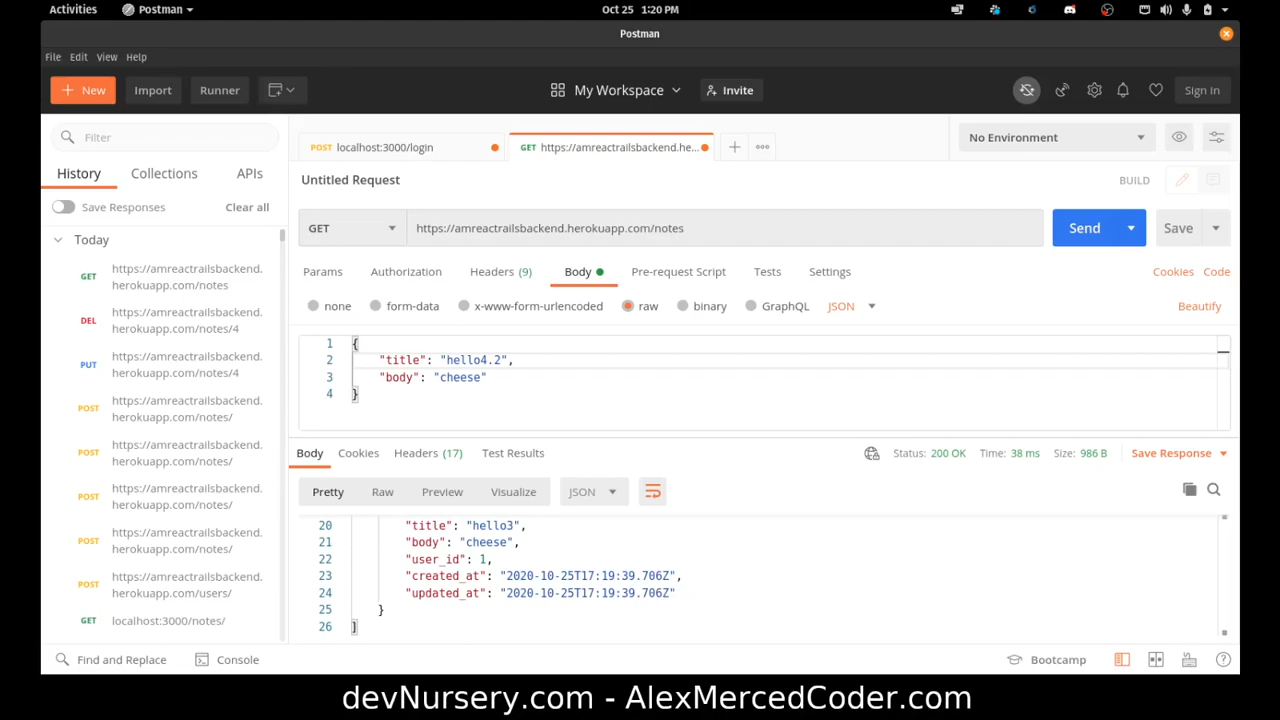 Activities Postman Oct 25 1:20 PM
Postman
File Edit View Help
New Import Runner My Workspace Invite Sign In
Filter
POST localhost:3000/login GET https://amreactrailsbackend.he... No Environment
History Collections APIs
Untitled Request BUILD
Save Responses Clear all
GET https://amreactrailsbackend.herokuapp.com/notes Send Save
Today
GET https://amreactrailsbackend.
herokuapp.com/notes
DEL https://amreactrailsbackend.
herokuapp.com/notes/4
PUT https://amreactrailsbackend.
herokuapp.com/notes/4
POST https://amreactrailsbackend.
herokuapp.com/notes/
POST https://amreactrailsbackend.
herokuapp.com/notes/
POST https://amreactrailsbackend.
herokuapp.com/notes/
POST https://amreactrailsbackend.
herokuapp.com/notes/
POST https://amreactrailsbackend.
herokuapp.com/users/
GET localhost:3000/notes/
Params Authorization Headers (9) Body Pre-request Script Tests Settings Cookies Code
none form-data x-www-form-urlencoded raw binary GraphQL JSON Beautify
1 {
2 "title": "hello4.2",
3 "body": "cheese"
4 }
Body Cookies Headers (17) Test Results Status: 200 OK Time: 38 ms Size: 986 B Save Response
Pretty Raw Preview Visualize JSON
20 "title": "hello3",
21 "body": "cheese",
22 "user_id": 1,
23 "created_at": "2020-10-25T17:19:39.706Z",
24 "updated_at": "2020-10-25T17:19:39.706Z"
25 }
26 ]
Find and Replace Console Bootcamp
devNursery.com - AlexMercedCoder.com